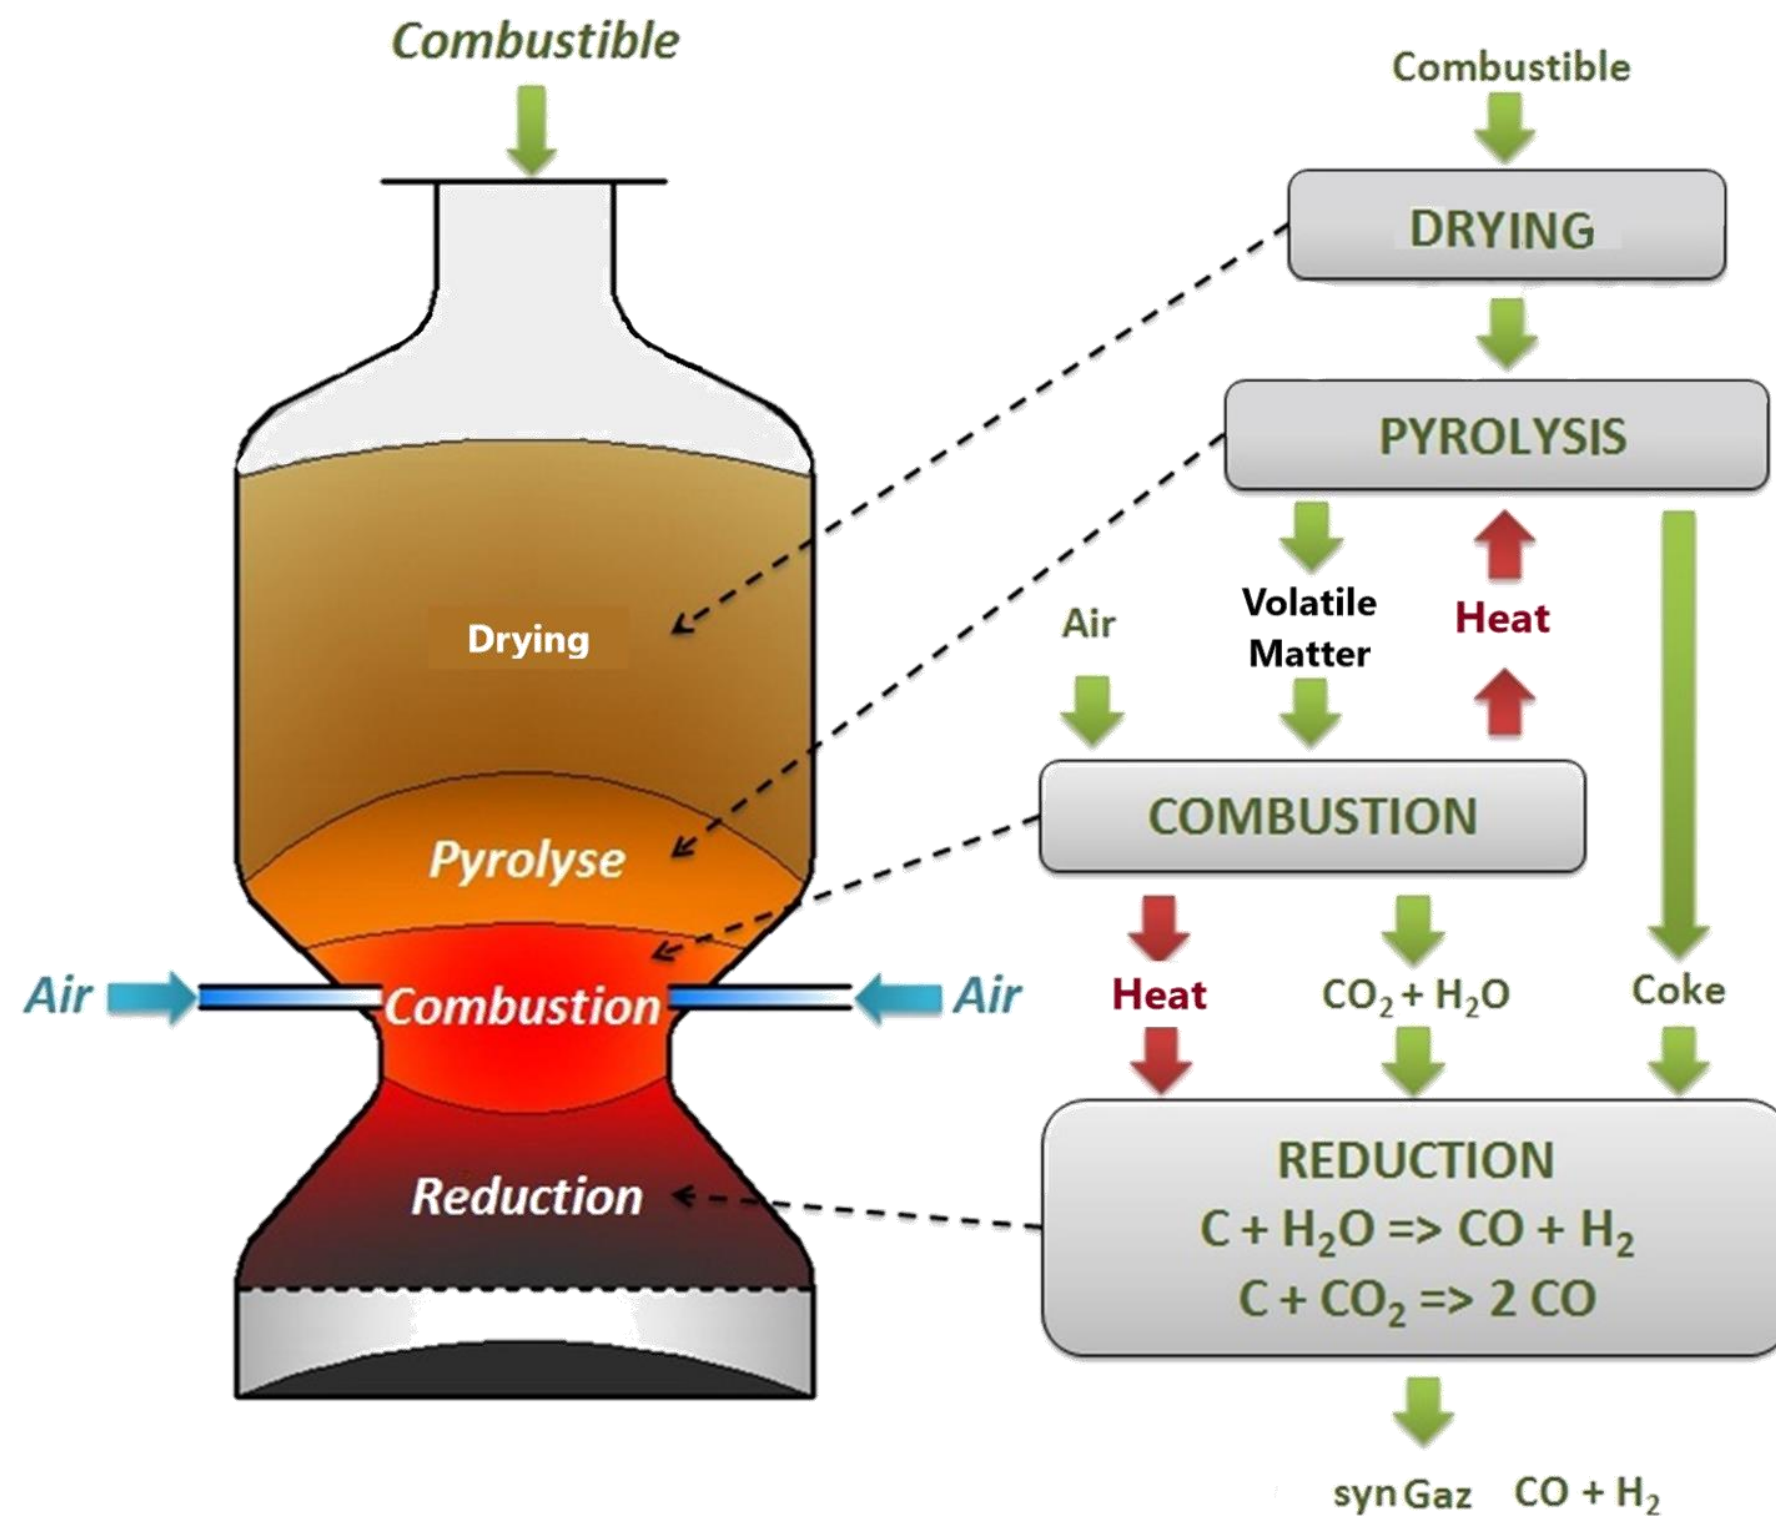 Combustible
Drying
Pyrolyse
Air
Combustion
Air
Reduction
Combustible
DRYING
PYROLYSIS
Air
Volatile
Matter
Heat
COMBUSTION
Heat
CO₂ + H₂O
Coke
REDUCTION
C + H₂O => CO + H₂
C + CO₂ => 2 CO
syn Gaz CO + H₂